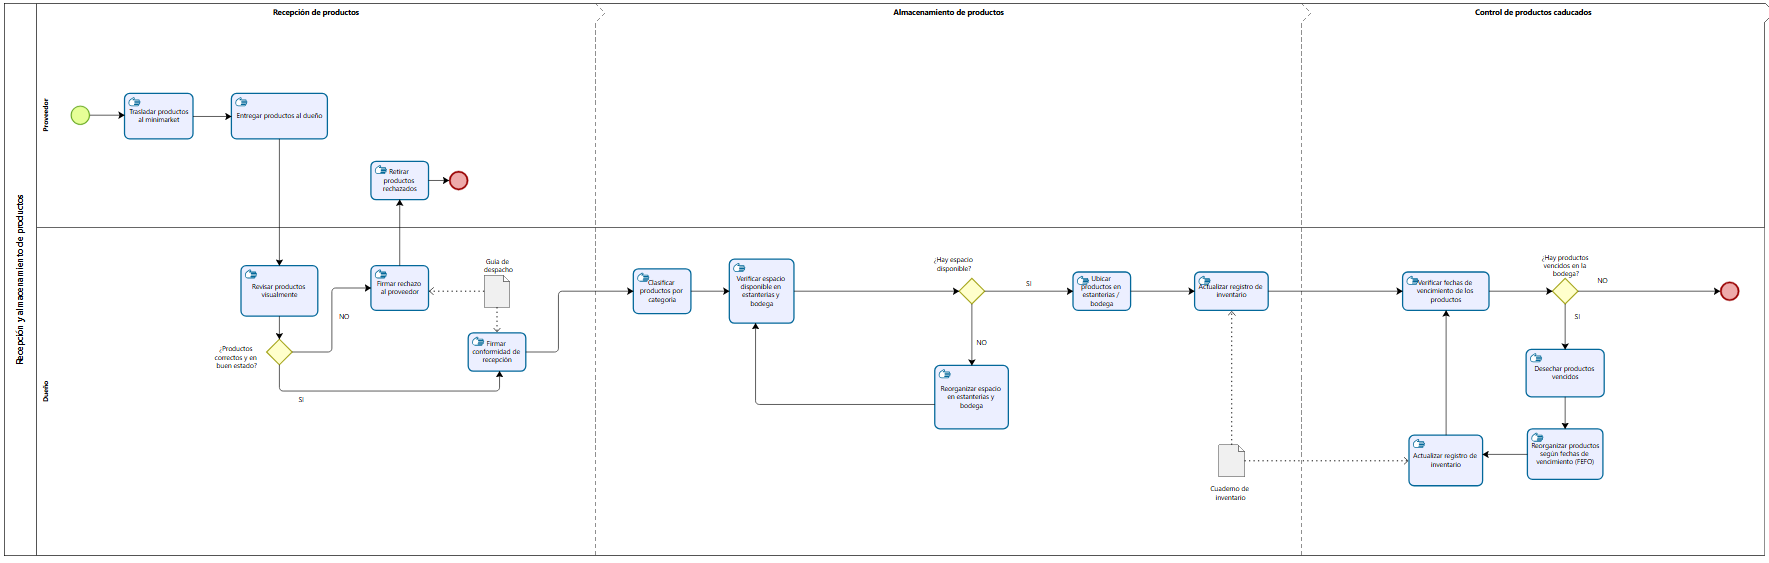 Recepción de productos
Almacenamiento de productos
Control de productos caducados
Recepción y almacenamiento de productos
Proveedor
Trasladar productos
al minimarket
Entregar productos al dueño
Retirar
productos
rechazados
Dueño
Revisar productos
visualmente
¿Productos
correctos y en
buen estado?
NO
SI
Firmar rechazo
al proveedor
Guía de
despacho
Firmar
conformidad de
recepción
Clasificar
productos por
categoría
Verificar espacio
disponible en
estanterías y
bodega
¿Hay espacio
disponible?
SI
NO
Reorganizar espacio
en estanterías y
bodega
Ubicar
productos en
estanterías /
bodega
Actualizar registro de
inventario
Cuaderno de
inventario
Verificar fechas de
vencimiento de los
productos
¿Hay productos
vencidos en la
bodega?
NO
SI
Desechar productos
vencidos
Reorganizar productos
según fechas de
vencimiento (FEFO)
Actualizar registro de
inventario